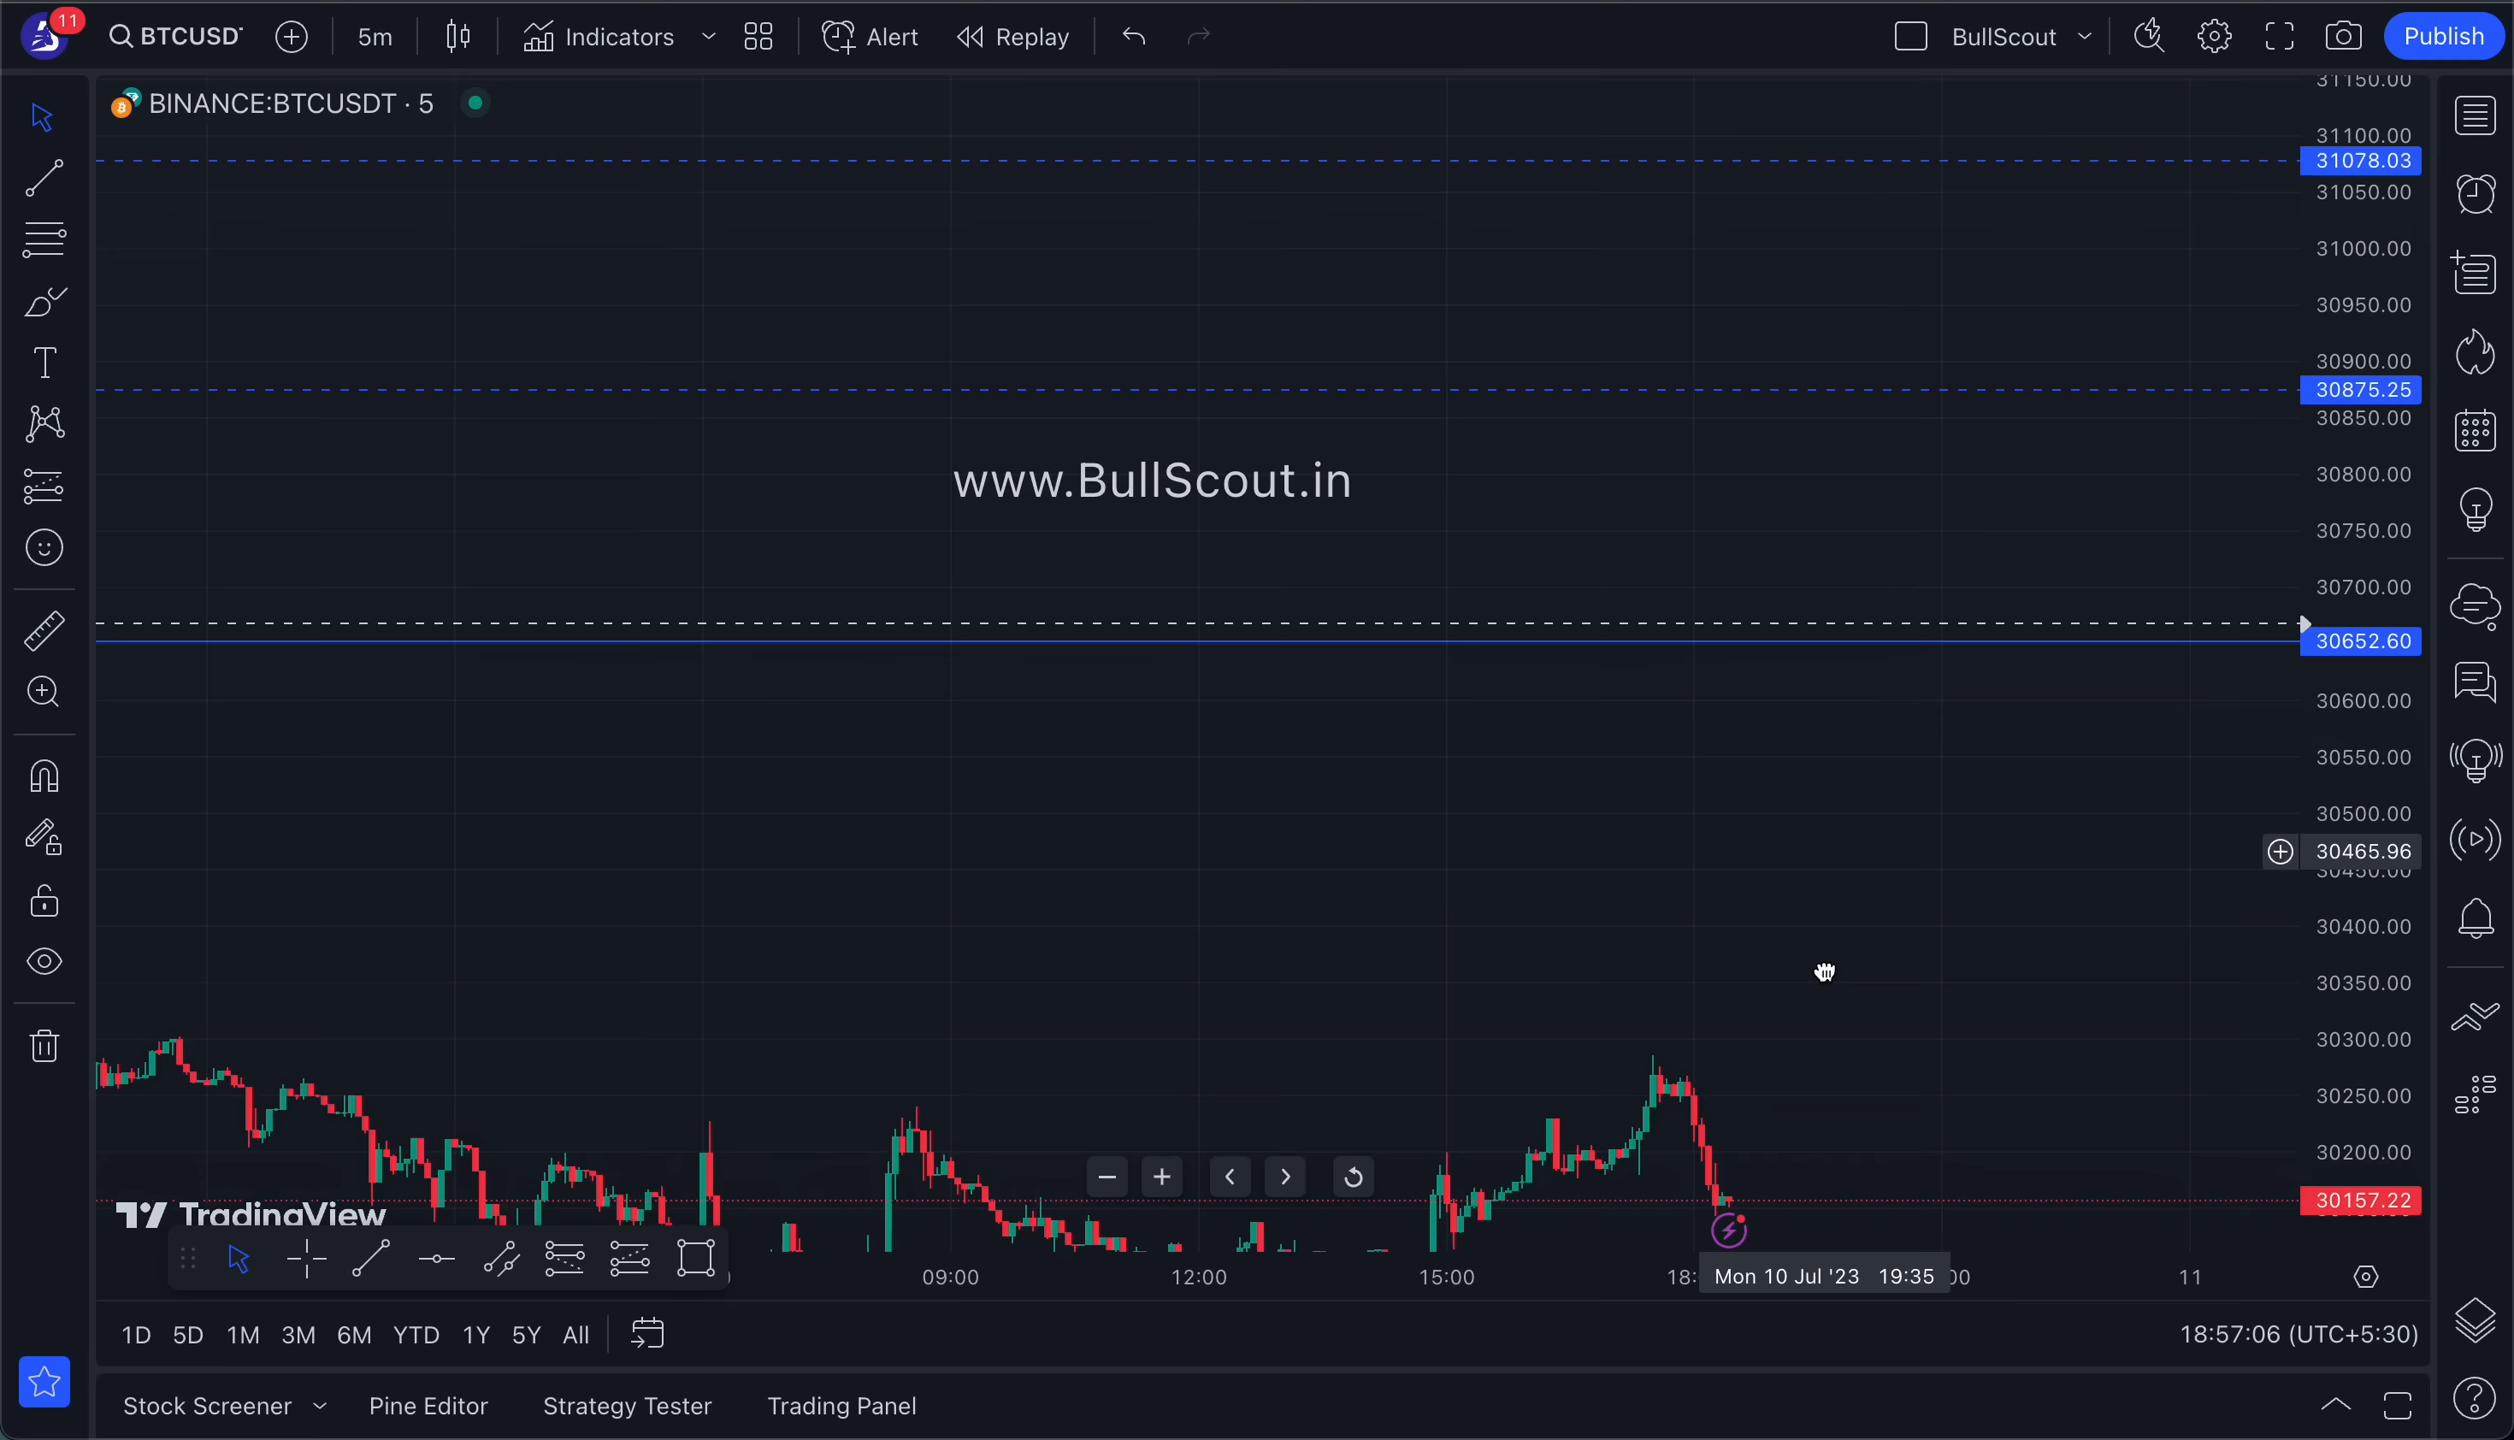 11
BTCUSD
5m
Indicators
Alert
Replay
BullScout
Publish
BINANCE:BTCUSDT · 5
31150.00
31100.00
31078.03
31050.00
31000.00
30950.00
30900.00
30875.25
30850.00
www.BullScout.in
30800.00
30750.00
30700.00
30652.60
30600.00
30550.00
30500.00
30465.96
30450.00
30400.00
30350.00
30300.00
30250.00
30200.00
30157.22
TradingView
09:00
12:00
15:00
18:
Mon 10 Jul '23 19:35
00
11
1D 5D 1M 3M 6M YTD 1Y 5Y All
18:57:06 (UTC+5:30)
Stock Screener
Pine Editor
Strategy Tester
Trading Panel